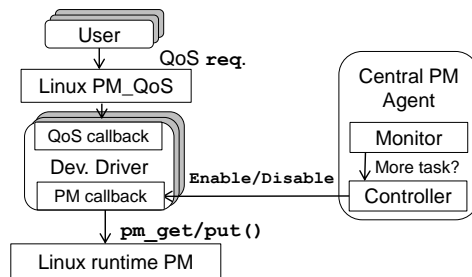 User
QoS req.
Linux PM_QoS
QoS callback
Dev. Driver
PM callback
pm_get/put()
Linux runtime PM
Enable/Disable
Central PM
Agent
Monitor
More task?
Controller